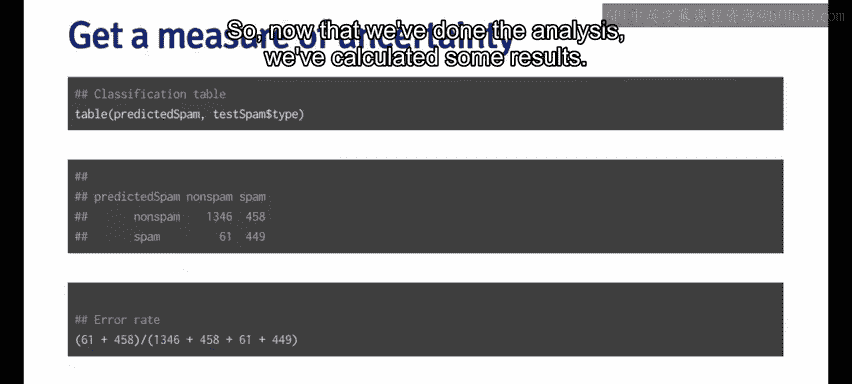 Get a measure of uncertainty
So, now that we've done the analysis,
we've calculated some results.
## Classification table
table(predictedSpam, testSpam$type)
##
## predictedSpam nonspam spam
## nonspam 1346 458
## spam 61 449
## Error rate
(61 + 458)/(1346 + 458 + 61 + 449)